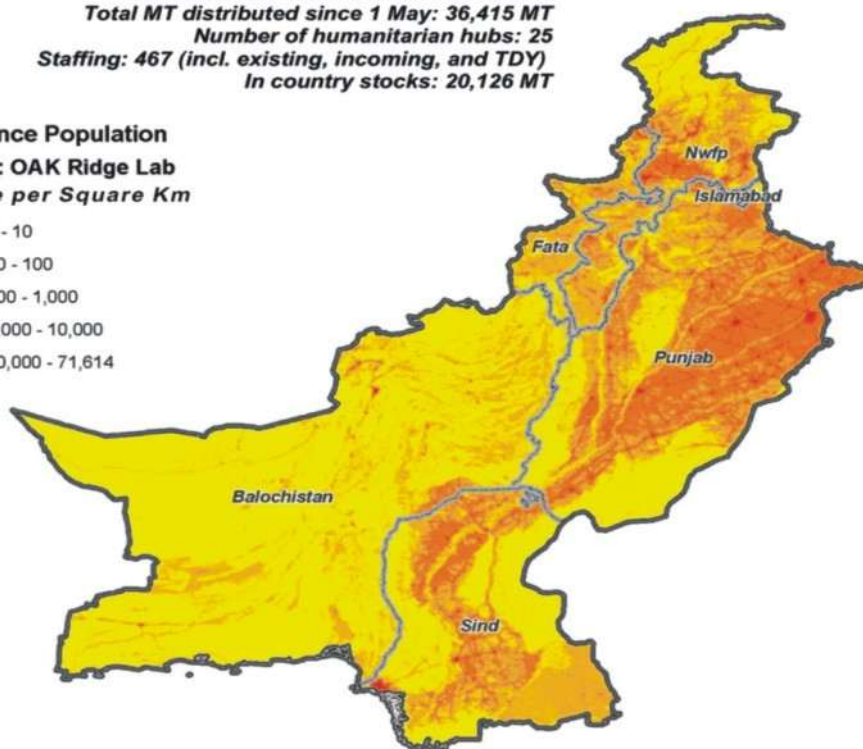 Total MT distributed since 1 May: 36,415 MT
Number of humanitarian hubs: 25
Staffing: 467 (incl. existing, incoming, and TDY)
In country stocks: 20,126 MT
nce Population
: OAK Ridge Lab
e per Square Km
- 10
0 - 100
00 - 1,000
000 - 10,000
0,000 - 71,614
Nwfp
Islamabad
Fata
Punjab
Balochistan
Sind